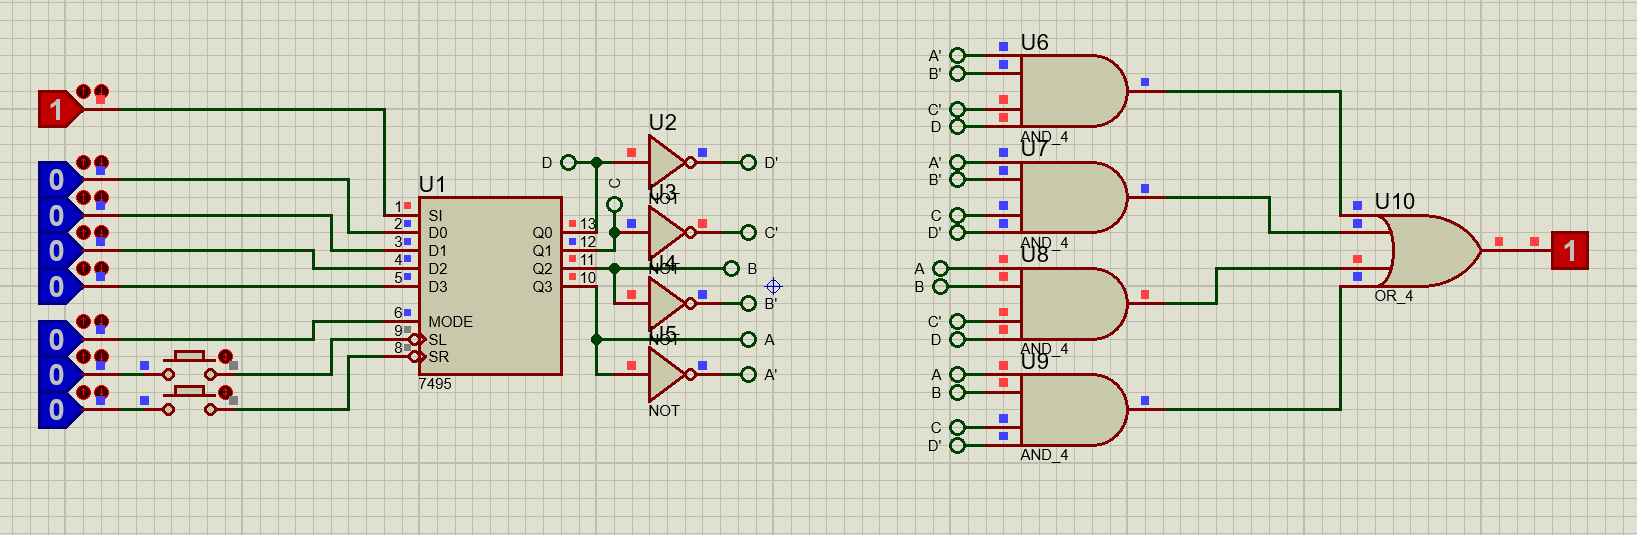 1
0
0
0
0
0
0
0
U1
1 SI
2 D0
3 D1
4 D2
5 D3
6 MODE
9 SL
8 SR
Q0 13
Q1 12
Q2 11
Q3 10
7495
D
C
U2
NOT
D'
U3
NOT
C'
B
U4
NOT
B'
A
U5
NOT
A'
U6
A'
B'
C'
D
AND_4
U7
A'
B'
C
D'
AND_4
U8
A
B
C'
D
AND_4
U9
A
B
C
D'
AND_4
U10
OR_4
1